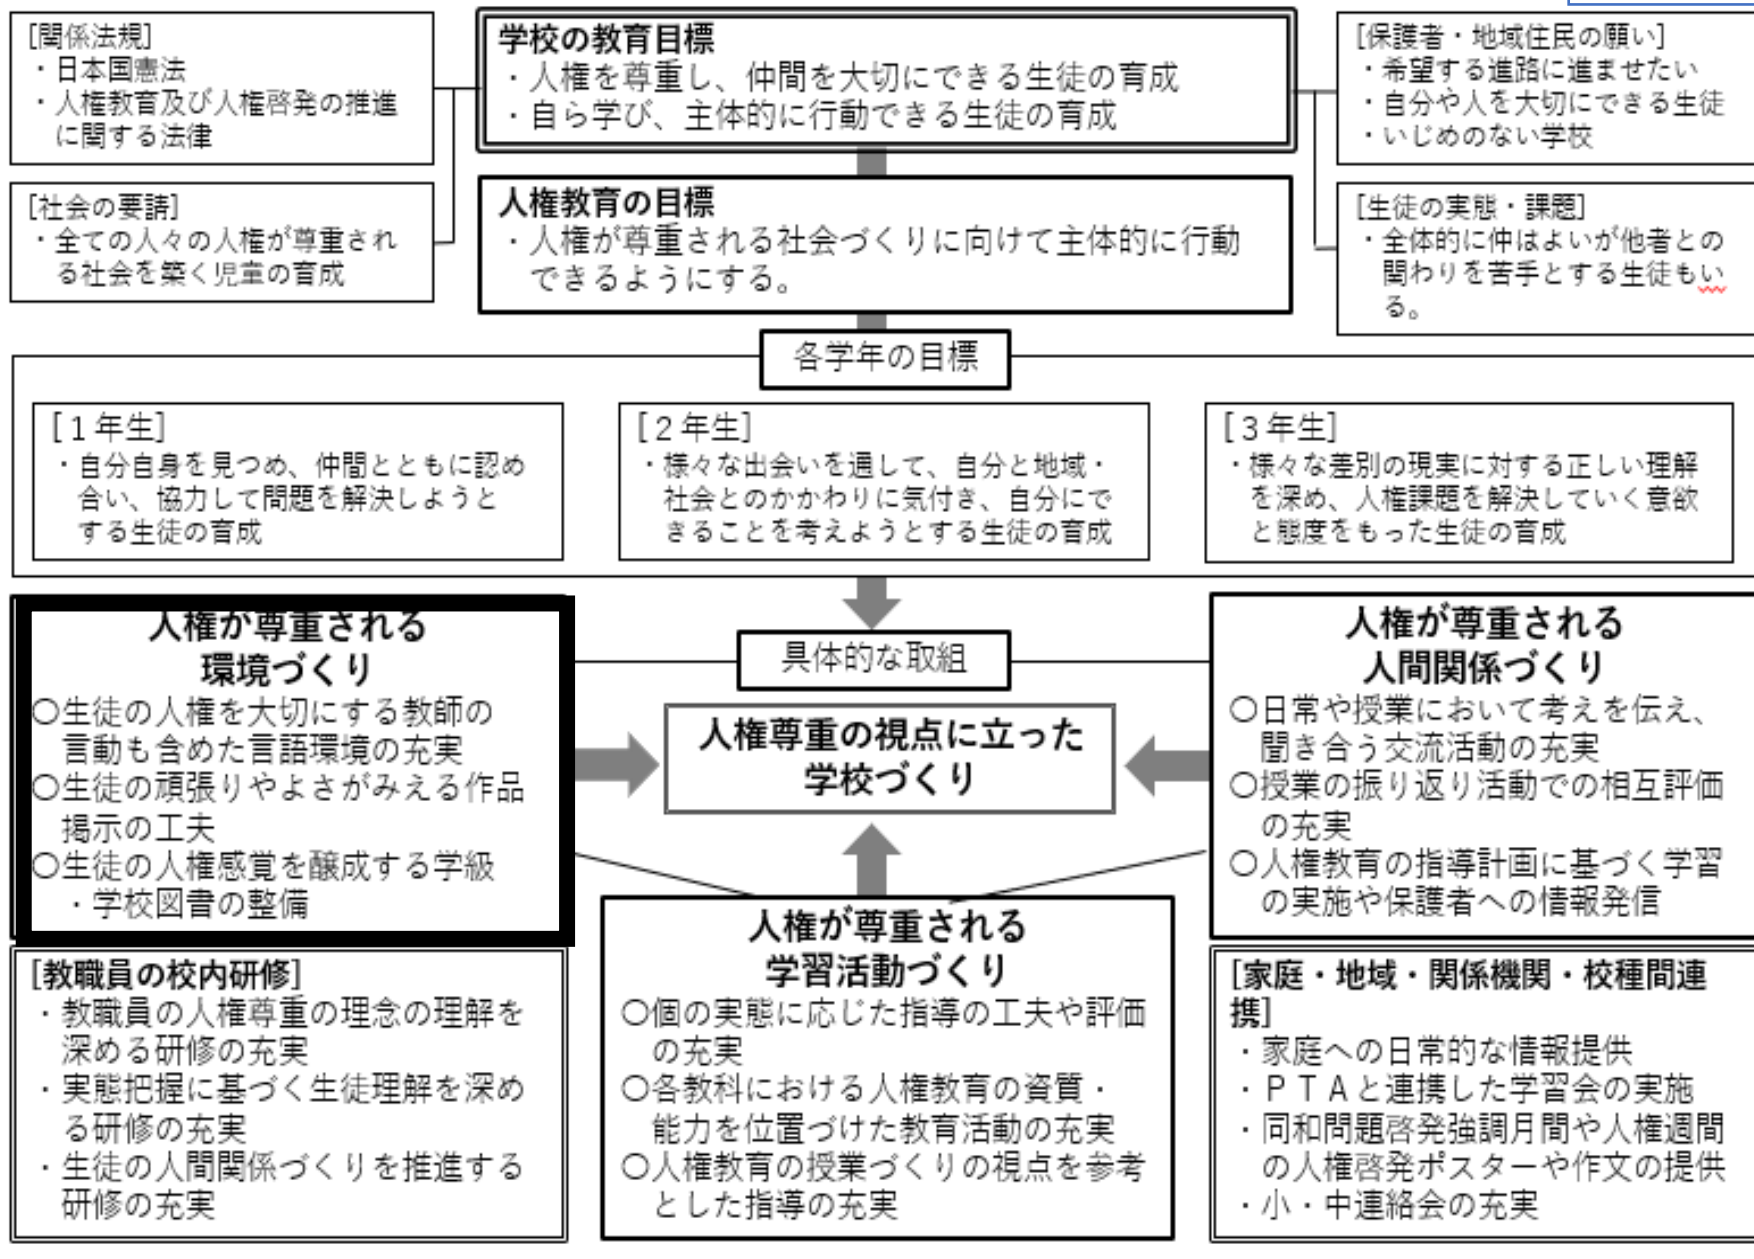 [関係法規]
・日本国憲法
・人権教育及び人権啓発の推進
に関する法律
[社会の要請]
・全ての人々の人権が尊重され
る社会を築く児童の育成
学校の教育目標
・人権を尊重し、仲間を大切にできる生徒の育成
・自ら学び、主体的に行動できる生徒の育成
人権教育の目標
・人権が尊重される社会づくりに向けて主体的に行動
できるようにする。
[保護者・地域住民の願い]
・希望する進路に進ませたい
・自分や人を大切にできる生徒
・いじめのない学校
[生徒の実態・課題]
・全体的に仲はよいが他者との
関わりを苦手とする生徒もい
る。
各学年の目標
[１年生]
・自分自身を見つめ、仲間とともに認め
合い、協力して問題を解決しようと
する生徒の育成
[２年生]
・様々な出会いを通して、自分と地域・
社会とのかかわりに気付き、自分にで
きることを考えようとする生徒の育成
[３年生]
・様々な差別の現実に対する正しい理解
を深め、人権課題を解決していく意欲
と態度をもった生徒の育成
人権が尊重される
環境づくり
○生徒の人権を大切にする教師の
言動も含めた言語環境の充実
○生徒の頑張りやよさがみえる作品
掲示の工夫
○生徒の人権感覚を醸成する学級
・学校図書の整備
具体的な取組
人権尊重の視点に立った
学校づくり
人権が尊重される
人間関係づくり
○日常や授業において考えを伝え、
聞き合う交流活動の充実
○授業の振り返り活動での相互評価
の充実
○人権教育の指導計画に基づく学習
の実施や保護者への情報発信
[教職員の校内研修]
・教職員の人権尊重の理念の理解を
深める研修の充実
・実態把握に基づく生徒理解を深め
る研修の充実
・生徒の人間関係づくりを推進する
研修の充実
人権が尊重される
学習活動づくり
○個の実態に応じた指導の工夫や評価
の充実
○各教科における人権教育の資質・
能力を位置づけた教育活動の充実
○人権教育の授業づくりの視点を参考
とした指導の充実
[家庭・地域・関係機関・校種間連
携]
・家庭への日常的な情報提供
・ＰＴＡと連携した学習会の実施
・同和問題啓発強調月間や人権週間
の人権啓発ポスターや作文の提供
・小・中連絡会の充実